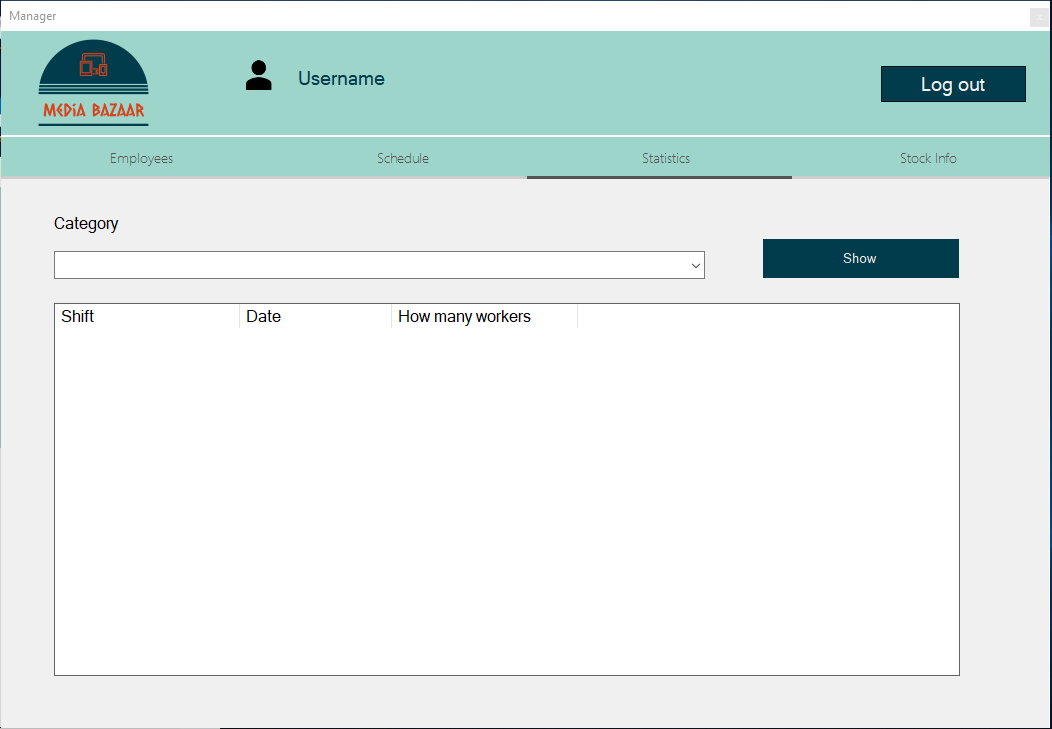 Manager
MEDiA BAZAAR
Username
Log out
Employees
Schedule
Statistics
Stock Info
Category
Show
Shift
Date
How many workers